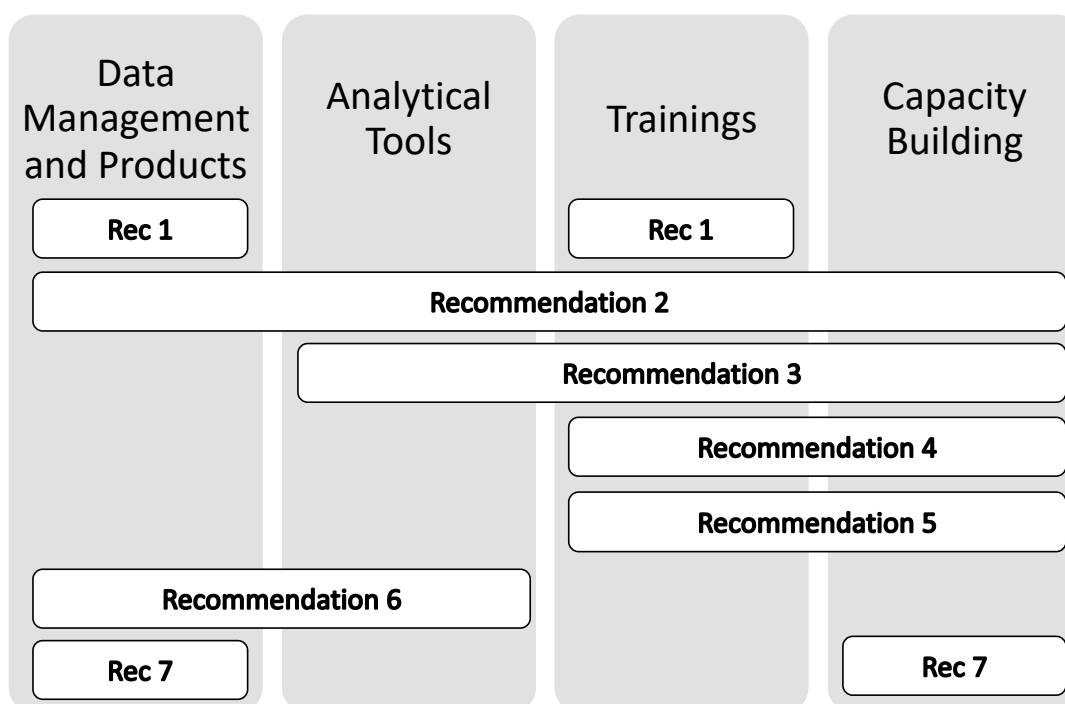 Data
Management
and Products
Analytical
Tools
Trainings
Capacity
Building
Rec 1
Rec 1
Recommendation 2
Recommendation 3
Recommendation 4
Recommendation 5
Recommendation 6
Rec 7
Rec 7